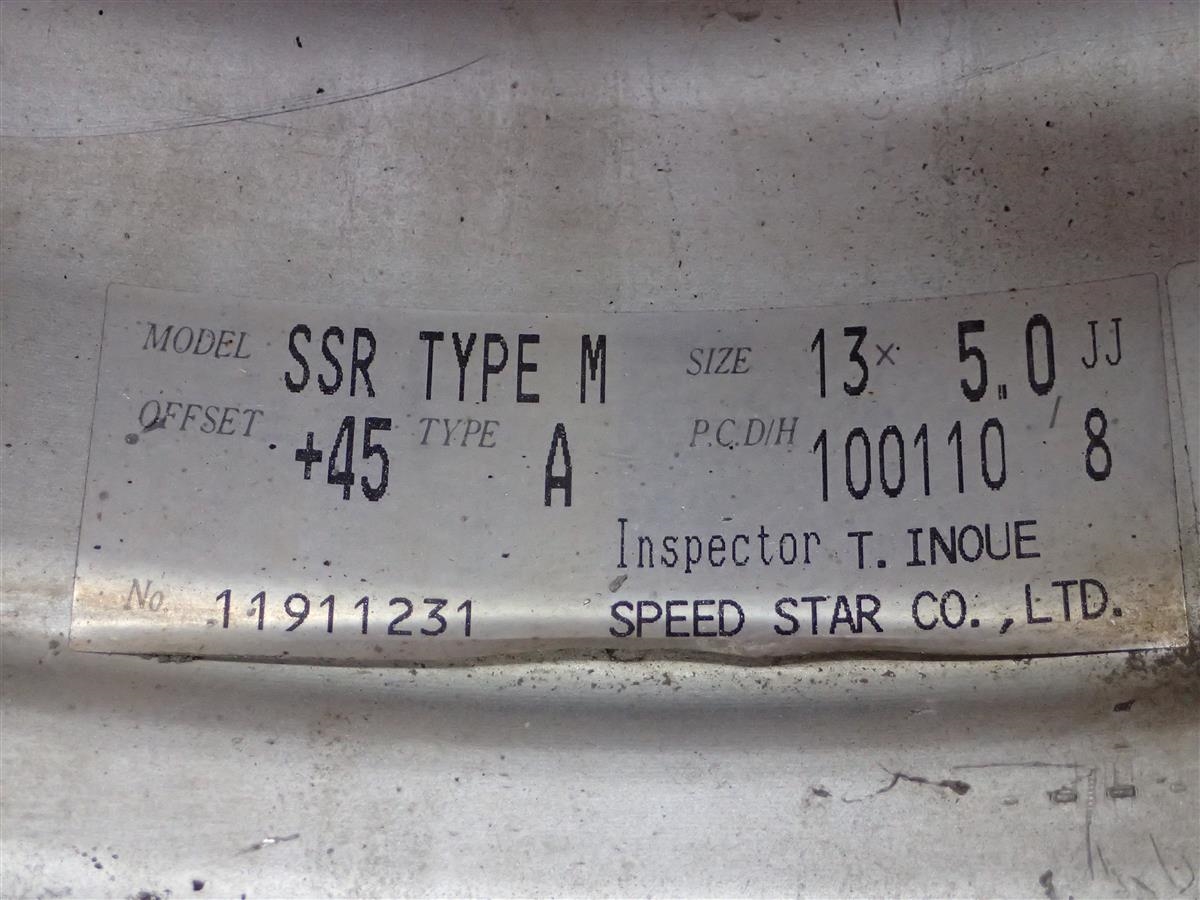 MODEL SSR TYPE M SIZE 13× 5.0 JJ
OFFSET +45 TYPE A P.C.D/H 100110 / 8
Inspector T. INOUE
No. 11911231 SPEED STAR CO.,LTD.